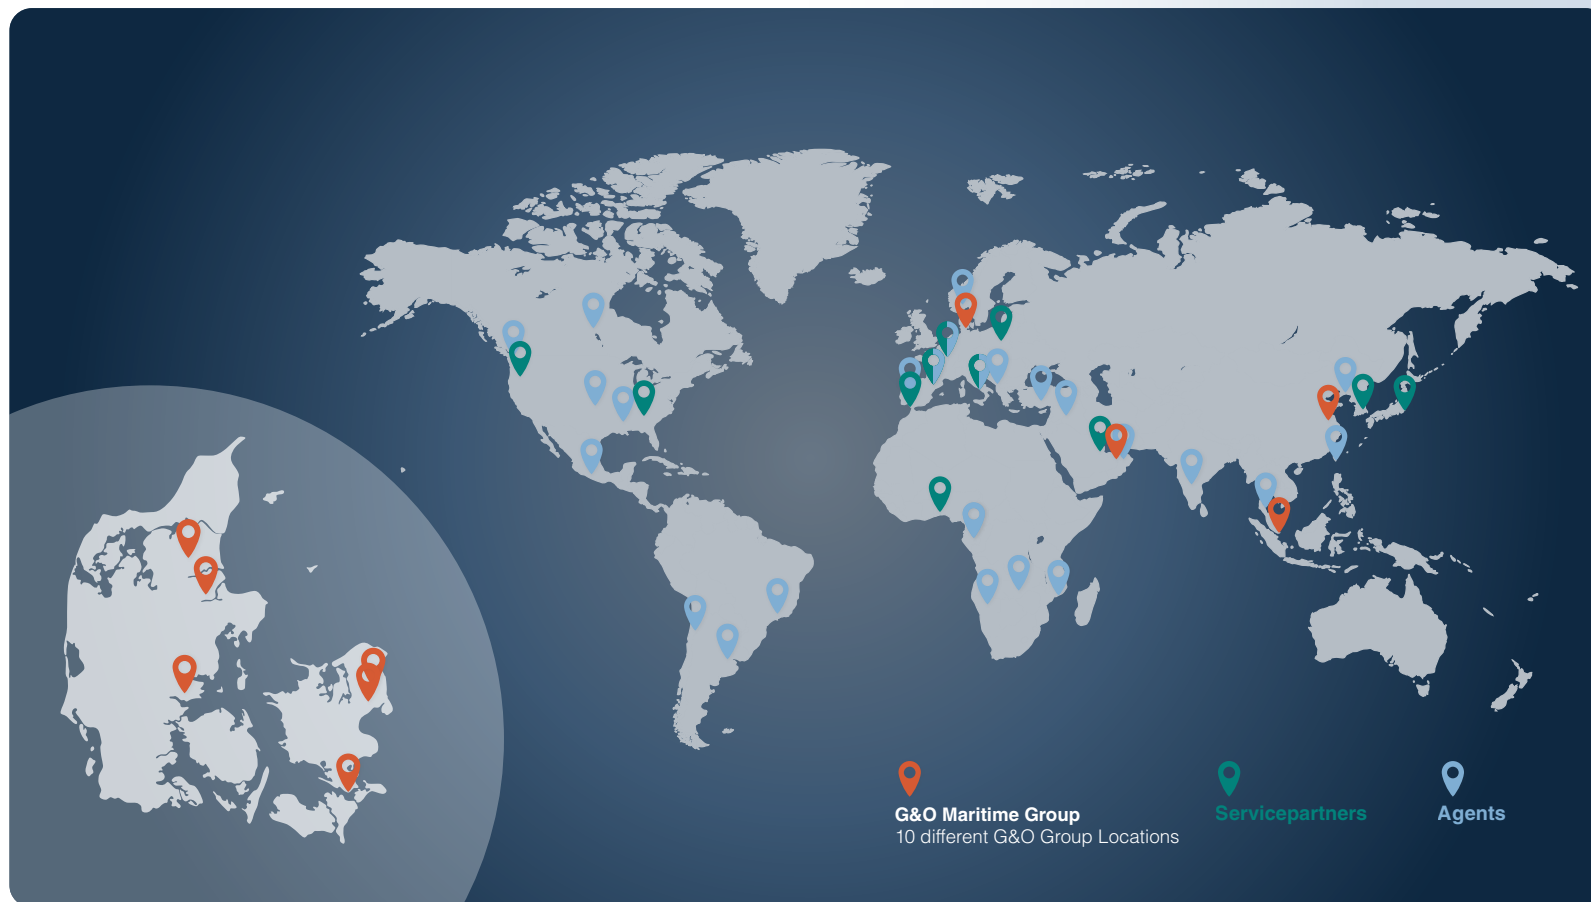 G&O Maritime Group
10 different G&O Group Locations
Servicepartners
Agents